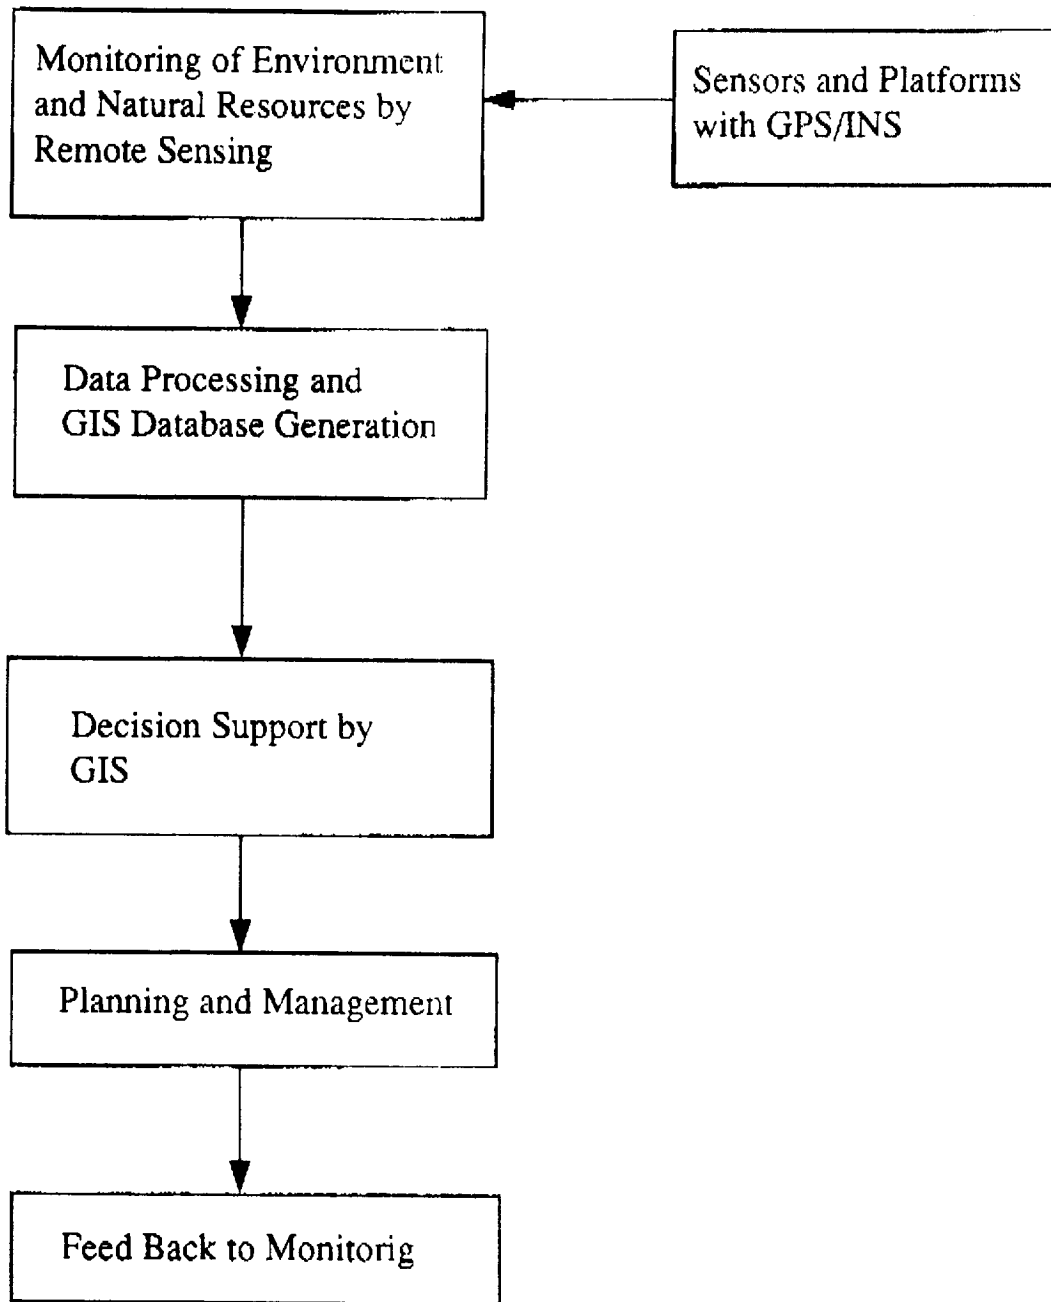 Monitoring of Environment
and Natural Resources by
Remote Sensing
Sensors and Platforms
with GPS/INS
Data Processing and
GIS Database Generation
Decision Support by
GIS
Planning and Management
Feed Back to Monitorig